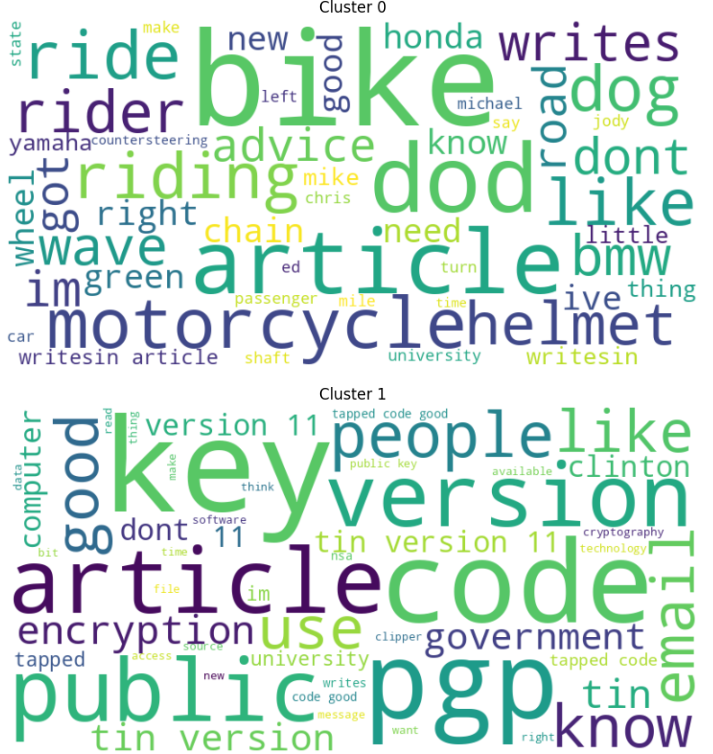 Cluster 0
state
ride
make
bike
new
good
honda
writes
rider
left
michael
say
road
dog
jody
yamaha
countersteering
advice
know
dont
got
riding
mike
chris
dod
like
wheel
right
wave
green
chain
need
little
bmw
article
ed
turn
im
passenger
mile
time
ive
thing
car
motorcycle
helmet
writesin article
shaft
university
writesin
Cluster 1
computer
data
good
read
thing
version 11
key
make
think
tapped code good
people
public key
like
available
clinton
version
dont
software
11
tin version 11
cryptography
technology
bit
time
nsa
article
file
im
code
email
encryption
use
clipper
government
tapped
source
access
university
tapped code
new
public
writes
code good
message
pgp
tin
want
right
know
tin version